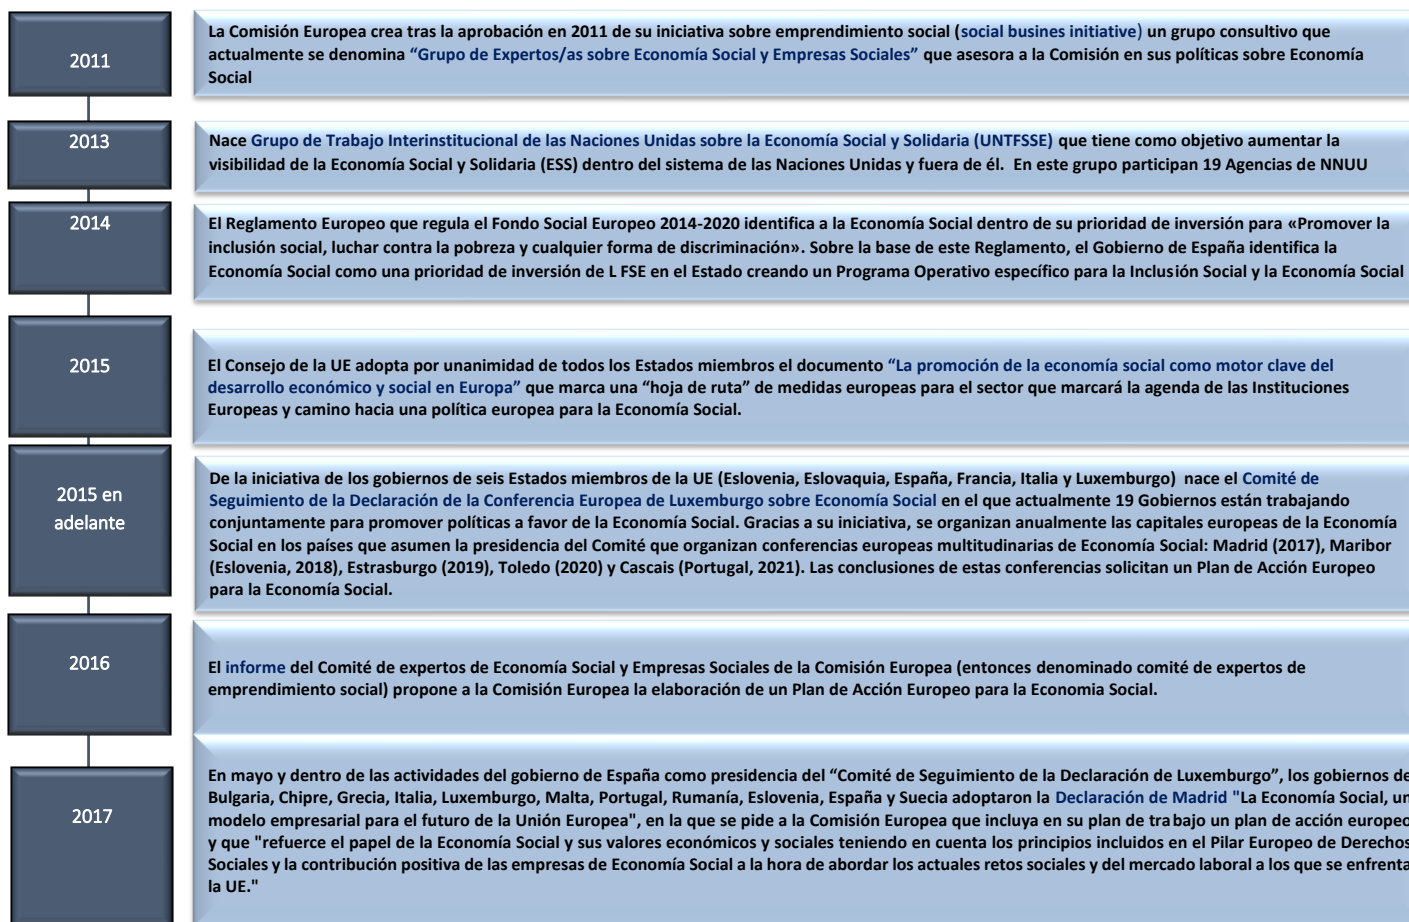 2011
La Comisión Europea crea tras la aprobación en 2011 de su iniciativa sobre emprendimiento social (social busines initiative) un grupo consultivo que
actualmente se denomina “Grupo de Expertos/as sobre Economía Social y Empresas Sociales” que asesora a la Comisión en sus políticas sobre Economía
Social
2013
Nace Grupo de Trabajo Interinstitucional de las Naciones Unidas sobre la Economía Social y Solidaria (UNTFSSE) que tiene como objetivo aumentar la
visibilidad de la Economía Social y Solidaria (ESS) dentro del sistema de las Naciones Unidas y fuera de él. En este grupo participan 19 Agencias de NNUU
2014
El Reglamento Europeo que regula el Fondo Social Europeo 2014-2020 identifica a la Economía Social dentro de su prioridad de inversión para «Promover la
inclusión social, luchar contra la pobreza y cualquier forma de discriminación». Sobre la base de este Reglamento, el Gobierno de España identifica la
Economía Social como una prioridad de inversión de L FSE en el Estado creando un Programa Operativo específico para la Inclusión Social y la Economía Social
2015
El Consejo de la UE adopta por unanimidad de todos los Estados miembros el documento “La promoción de la economía social como motor clave del
desarrollo económico y social en Europa” que marca una “hoja de ruta” de medidas europeas para el sector que marcará la agenda de las Instituciones
Europeas y camino hacia una política europea para la Economía Social.
2015 en
adelante
De la iniciativa de los gobiernos de seis Estados miembros de la UE (Eslovenia, Eslovaquia, España, Francia, Italia y Luxemburgo) nace el Comité de
Seguimiento de la Declaración de la Conferencia Europea de Luxemburgo sobre Economía Social en el que actualmente 19 Gobiernos están trabajando
conjuntamente para promover políticas a favor de la Economía Social. Gracias a su iniciativa, se organizan anualmente las capitales europeas de la Economía
Social en los países que asumen la presidencia del Comité que organizan conferencias europeas multitudinarias de Economía Social: Madrid (2017), Maribor
(Eslovenia, 2018), Estrasburgo (2019), Toledo (2020) y Cascais (Portugal, 2021). Las conclusiones de estas conferencias solicitan un Plan de Acción Europeo
para la Economía Social.
2016
El informe del Comité de expertos de Economía Social y Empresas Sociales de la Comisión Europea (entonces denominado comité de expertos de
emprendimiento social) propone a la Comisión Europea la elaboración de un Plan de Acción Europeo para la Economia Social.
2017
En mayo y dentro de las actividades del gobierno de España como presidencia del “Comité de Seguimiento de la Declaración de Luxemburgo”, los gobiernos de
Bulgaria, Chipre, Grecia, Italia, Luxemburgo, Malta, Portugal, Rumanía, Eslovenia, España y Suecia adoptaron la Declaración de Madrid "La Economía Social, un
modelo empresarial para el futuro de la Unión Europea", en la que se pide a la Comisión Europea que incluya en su plan de trabajo un plan de acción europeo
y que "refuerce el papel de la Economía Social y sus valores económicos y sociales teniendo en cuenta los principios incluidos en el Pilar Europeo de Derechos
Sociales y la contribución positiva de las empresas de Economía Social a la hora de abordar los actuales retos sociales y del mercado laboral a los que se enfrenta
la UE."